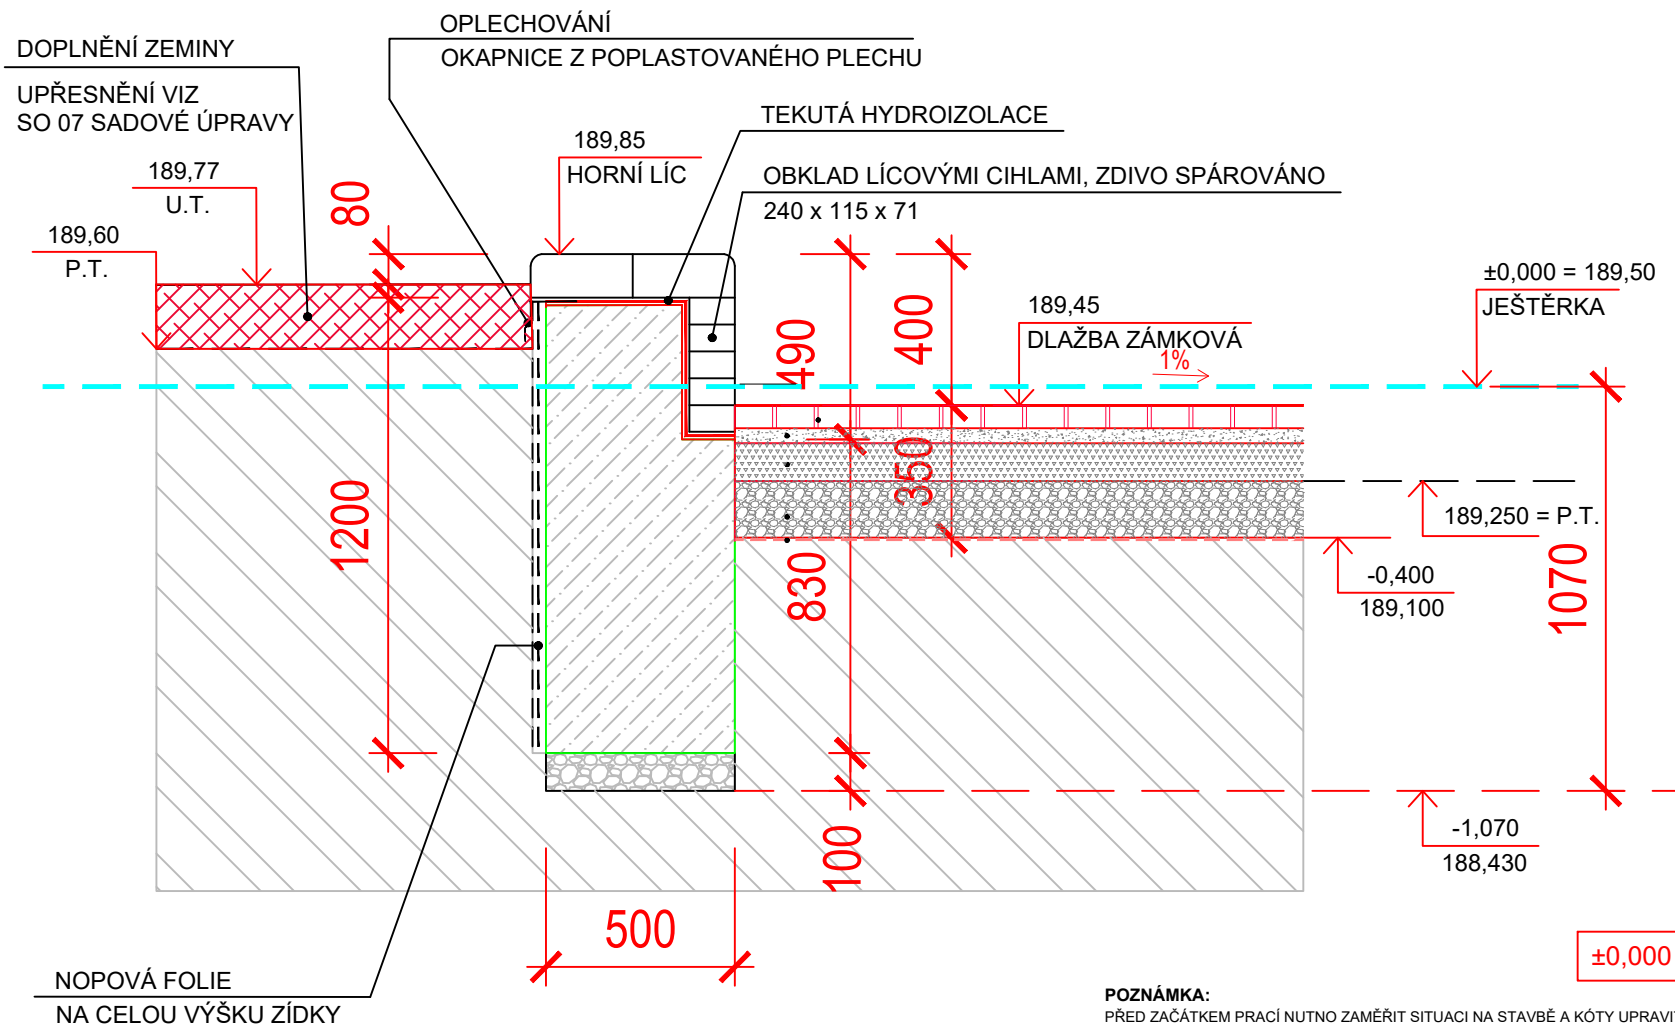 OPLECHOVÁNÍ
OKAPNICE Z POPLASTOVANÉHO PLECHU
DOPLNĚNÍ ZEMINY
UPŘESNĚNÍ VIZ
SO 07 SADOVÉ ÚPRAVY
TEKUTÁ HYDROIZOLACE
189,85
HORNÍ LÍC
OBKLAD LÍCOVÝMI CIHLAMI, ZDIVO SPÁROVÁNO
240 x 115 x 71
189,77
U.T.
80
189,60
P.T.
±0,000 = 189,50
JEŠTĚRKA
189,45
DLAŽBA ZÁMKOVÁ
1%
490
400
350
1200
830
189,250 = P.T.
-0,400
189,100
1070
-1,070
188,430
100
500
±0,000
NOPOVÁ FOLIE
NA CELOU VÝŠKU ZÍDKY
POZNÁMKA:
PŘED ZAČÁTKEM PRACÍ NUTNO ZAMĚŘIT SITUACI NA STAVBĚ A KÓTY UPRAVI